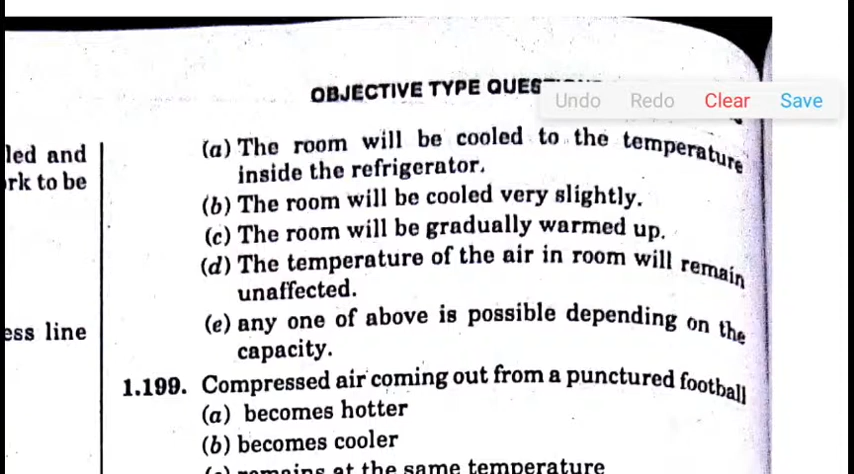 OBJECTIVE TYPE
Undo Redo Clear Save
led and
rk to be
ess line
(a) The room will be cooled to the temperature
inside the refrigerator.
(b) The room will be cooled very slightly.
(c) The room will be gradually warmed up.
(d) The temperature of the air in room will remain
unaffected.
(e) any one of above is possible depending on the
capacity.
1.199. Compressed air coming out from a punctured football
(a) becomes hotter
(b) becomes cooler
remains at the same temperature